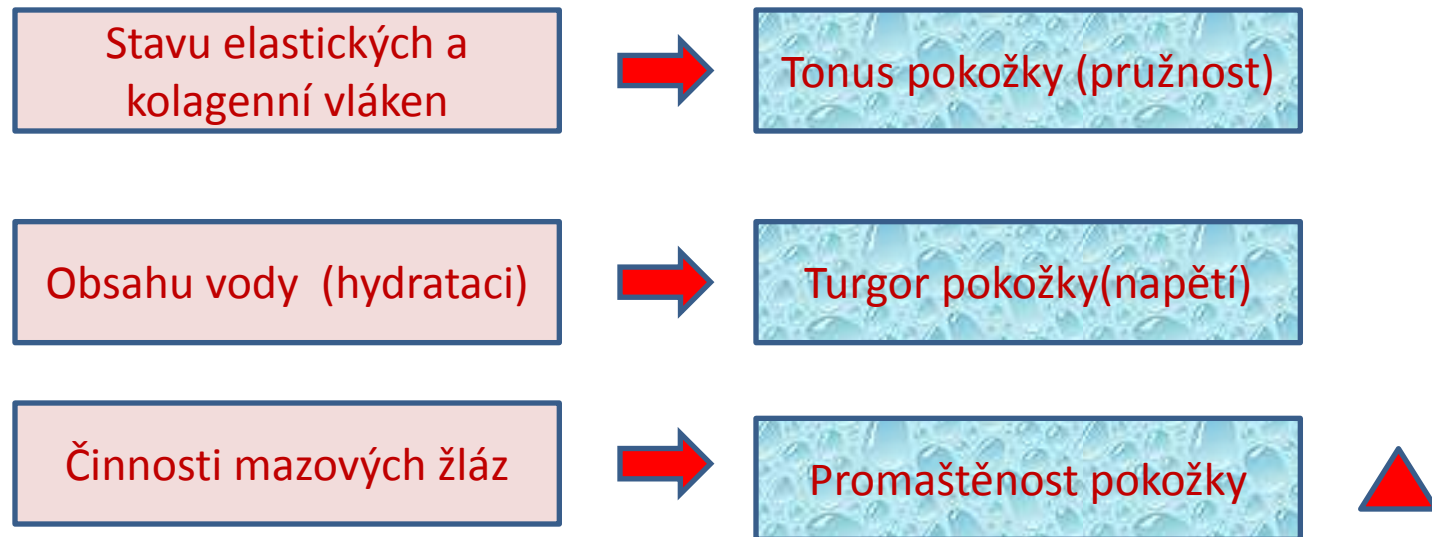 Stavu elastických a
kolagenní vláken
Tonus pokožky (pružnost)
Obsahu vody  (hydrataci)
Turgor pokožky(napětí)
Činnosti mazových žláz
Promaštěnost pokožky